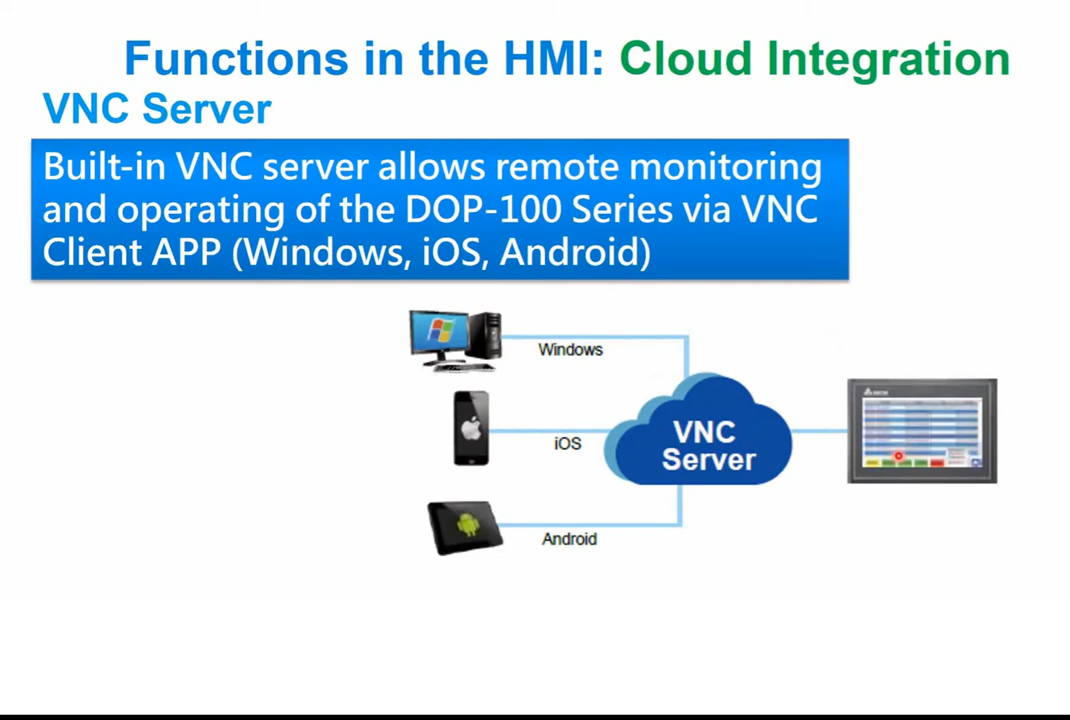 Functions in the HMI: Cloud Integration
VNC Server
Built-in VNC server allows remote monitoring
and operating of the DOP-100 Series via VNC
Client APP (Windows, iOS, Android)
Windows
iOS
Android
VNC
Server